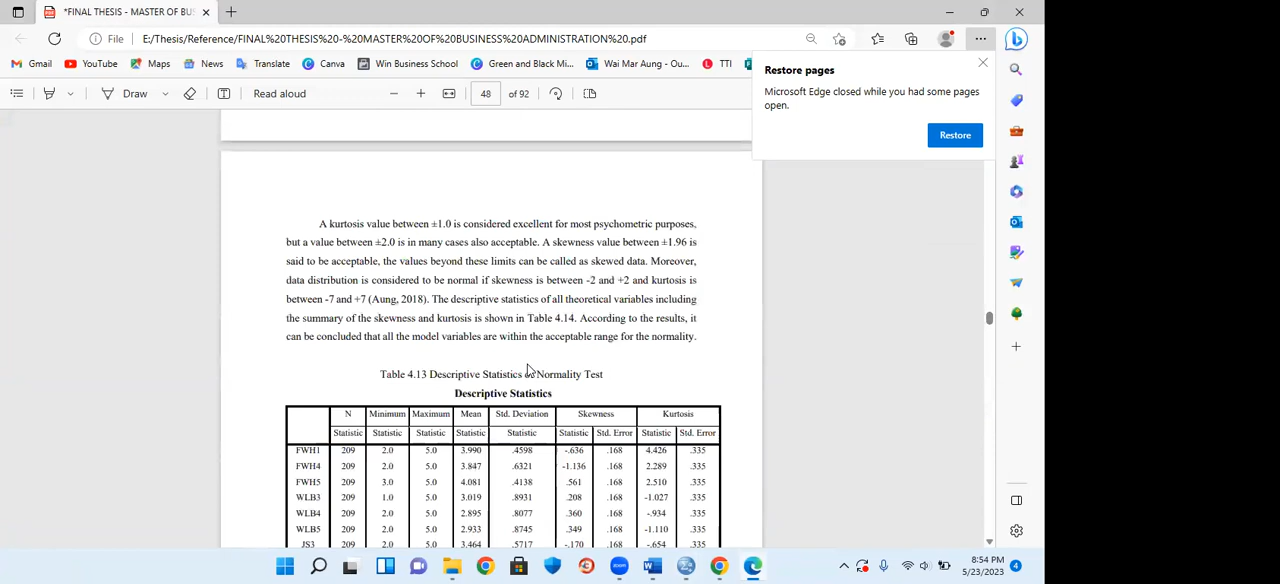 *FINAL THESIS - MASTER OF BUS
File E:/Thesis/Reference/FINAL%20THESIS%20-%20MASTER%20OF%20BUSINESS%20ADMINISTRATION%20.pdf
Gmail YouTube Maps News Translate Canva Win Business School Green and Black Mi... Wai Mar Aung - Ou... TTI
Draw Read aloud 48 of 92
Restore pages
Microsoft Edge closed while you had some pages
open.
Restore
A kurtosis value between ±1.0 is considered excellent for most psychometric purposes,
but a value between ±2.0 is in many cases also acceptable. A skewness value between ±1.96 is
said to be acceptable, the values beyond these limits can be called as skewed data. Moreover,
data distribution is considered to be normal if skewness is between -2 and +2 and kurtosis is
between -7 and +7 (Aung, 2018). The descriptive statistics of all theoretical variables including
the summary of the skewness and kurtosis is shown in Table 4.14. According to the results, it
can be concluded that all the model variables are within the acceptable range for the normality.
Table 4.13 Descriptive Statistics Normality Test
Descriptive Statistics
N Minimum Maximum Mean Std. Deviation Skewness Kurtosis
Statistic Statistic Statistic Statistic Statistic Statistic Std. Error Statistic Std. Error
FWH1 209 2.0 5.0 3.990 .4598 -.636 .168 4.426 .335
FWH4 209 2.0 5.0 3.847 .6321 -1.136 .168 2.289 .335
FWH5 209 3.0 5.0 4.081 .4138 .561 .168 2.510 .335
WLB3 209 1.0 5.0 3.019 .8931 .208 .168 -1.027 .335
WLB4 209 2.0 5.0 2.895 .8077 .360 .168 -.934 .335
WLB5 209 2.0 5.0 2.933 .8745 .349 .168 -1.110 .335
JS3 209 2.0 5.0 3.464 .5717 -.170 .168 -.654 .335
zoom
8:54 PM
5/23/2023
4